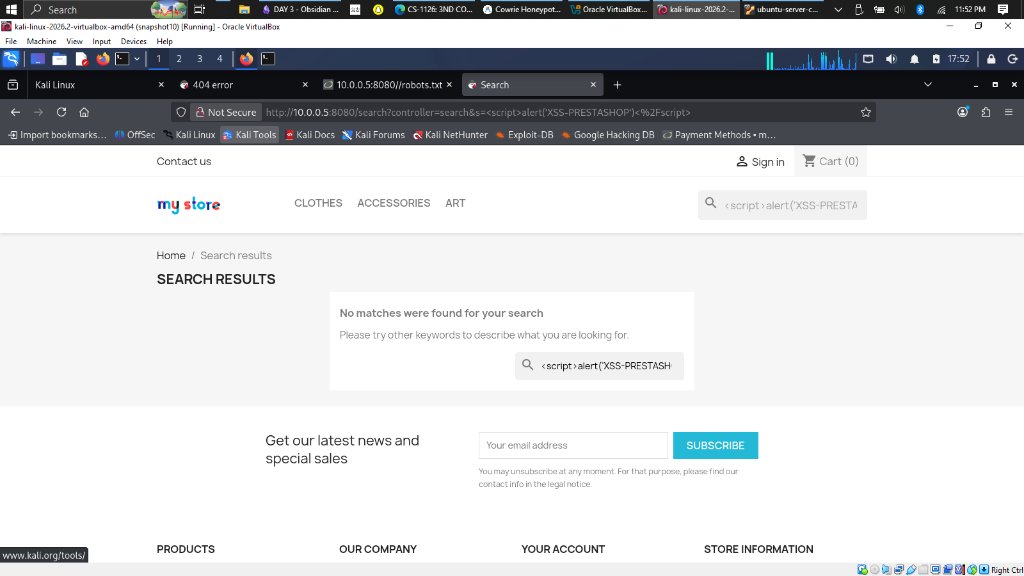 Search
DAY 3 - Obsidian ...
CS-1126: 3ND CO...
Cowrie Honeypot...
Oracle VirtualBox...
kali-linux-2026.2-...
ubuntu-server-c...
11:52 PM
kali-linux-2026.2-virtualbox-amd64 (snapshot10) [Running] - Oracle VirtualBox
File Machine View Input Devices Help
1 2 3 4
17:52
Kali Linux
404 error
10.0.0.5:8080//robots.txt
Search
Not Secure
http://10.0.0.5:8080/search?controller=search&s=<script>alert('XSS-PRESTASHOP')<%2Fscript>
Import bookmarks...
OffSec
Kali Linux
Kali Tools
Kali Docs
Kali Forums
Kali NetHunter
Exploit-DB
Google Hacking DB
Payment Methods • m...
Contact us
Sign in
Cart (0)
my store
CLOTHES
ACCESSORIES
ART
<script>alert('XSS-PRESTA
Home / Search results
SEARCH RESULTS
No matches were found for your search
Please try other keywords to describe what you are looking for.
<script>alert('XSS-PRESTASH
Get our latest news and
special sales
Your email address
SUBSCRIBE
You may unsubscribe at any moment. For that purpose, please find our
contact info in the legal notice.
www.kali.org/tools/
PRODUCTS
OUR COMPANY
YOUR ACCOUNT
STORE INFORMATION
Right Ctrl